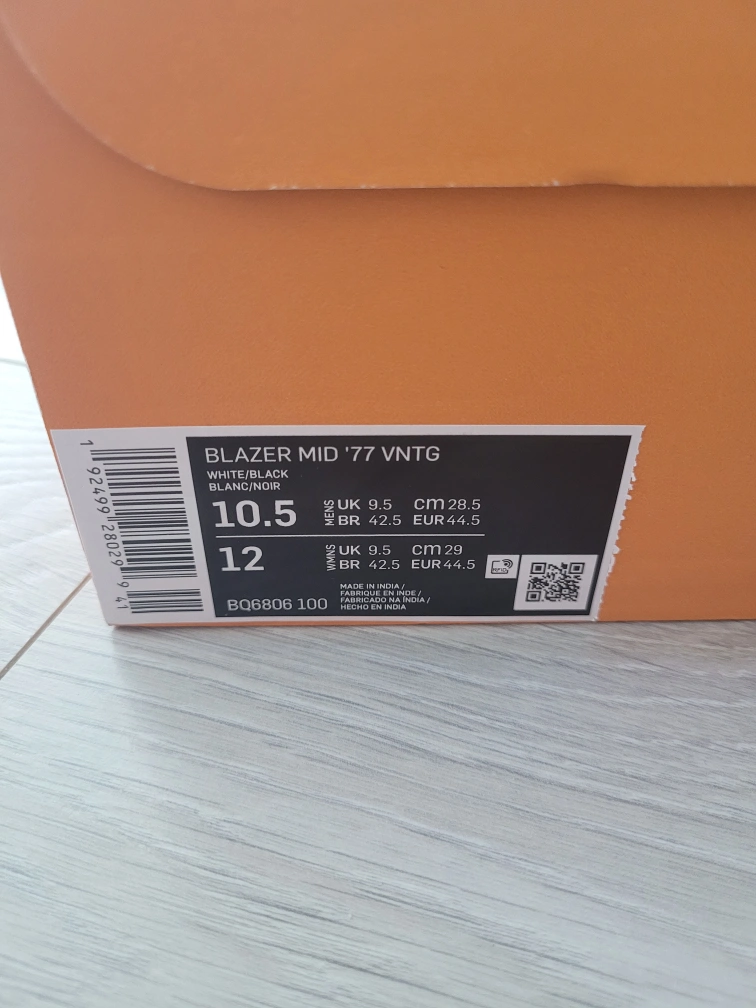 BLAZER MID '77 VNTG
WHITE/BLACK
BLANC/NOIR
10.5 MENS UK 9.5 cm 28.5
BR 42.5 EUR 44.5
12 WMNS UK 9.5 cm 29
BR 42.5 EUR 44.5
BQ6806 100
MADE IN INDIA /
FABRIQUE EN INDE /
FABRICADO NA ÍNDIA /
HECHO EN INDIA
1 92499 28029 9 41